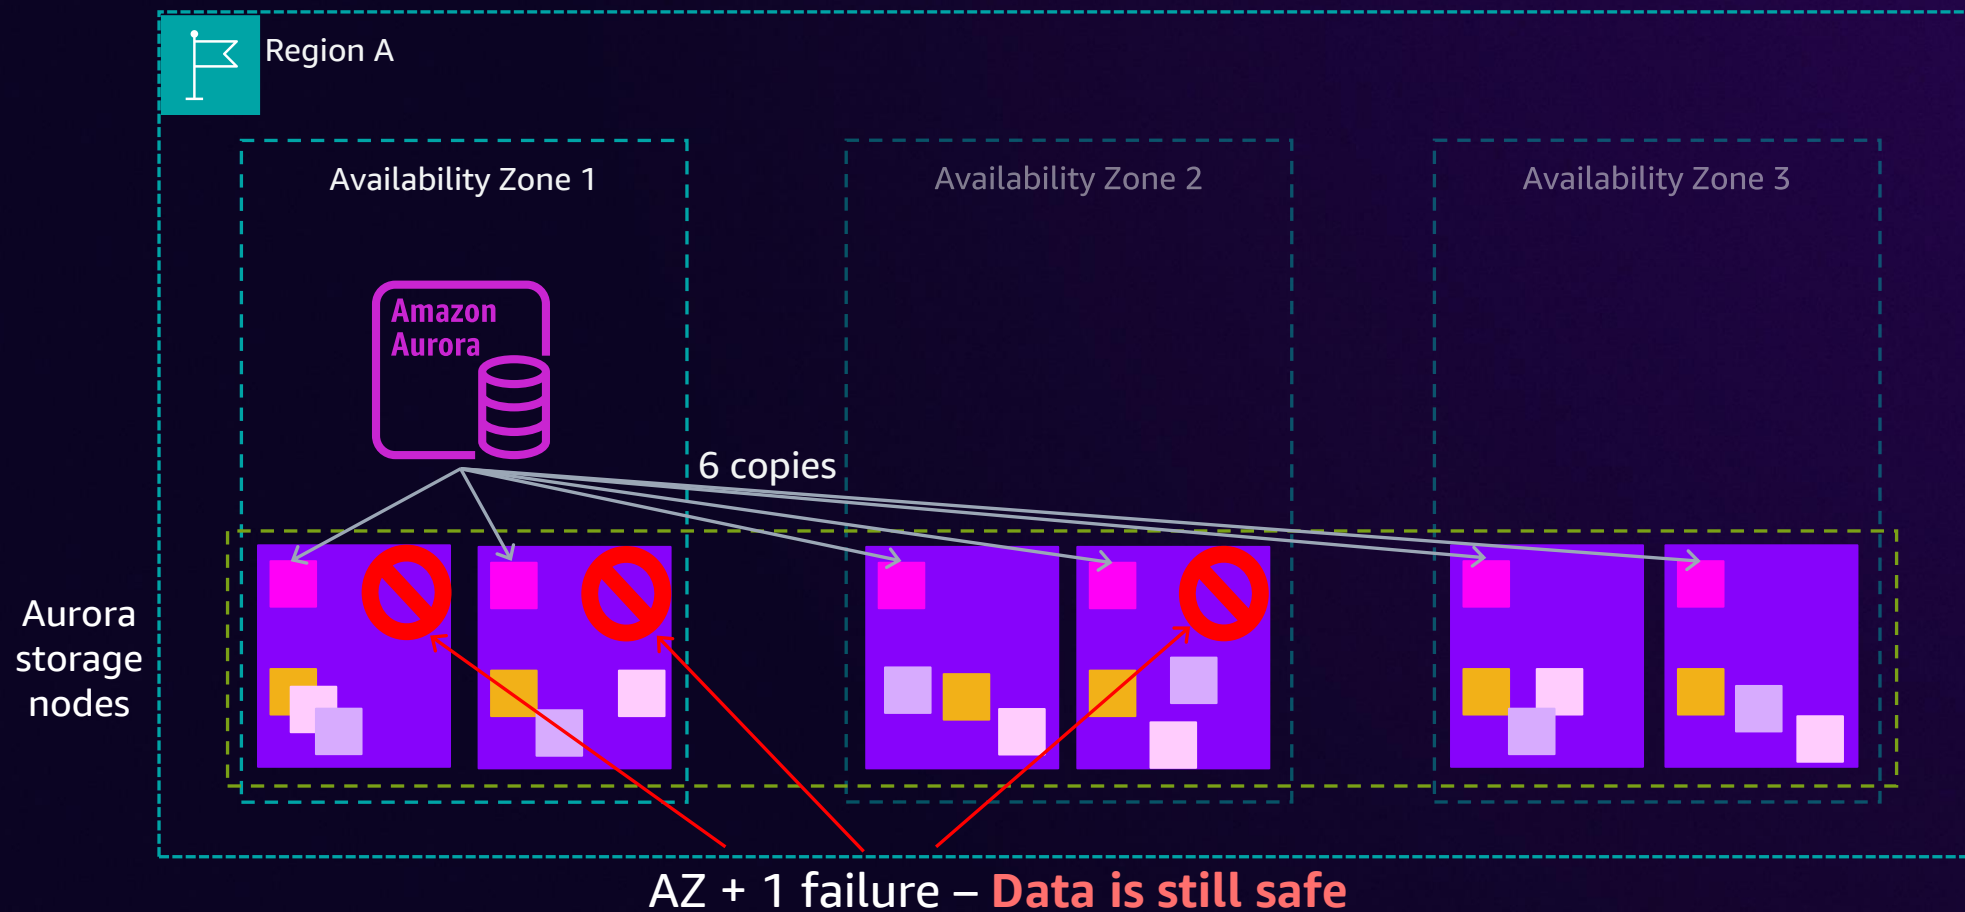 Region A
Availability Zone 1
Availability Zone 2
Availability Zone 3
Amazon
Aurora
6 copies
Aurora
storage
nodes
AZ + 1 failure – Data is still safe